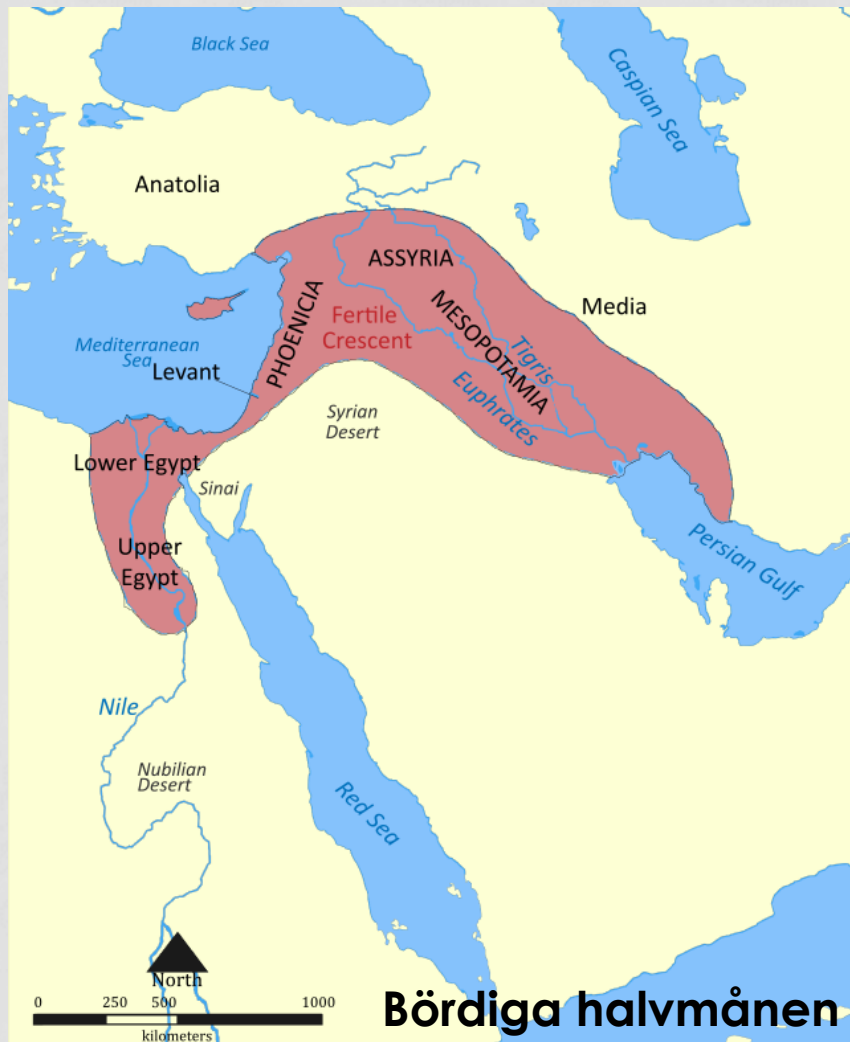 Black Sea
Caspian Sea
Anatolia
ASSYRIA
Media
PHOENICIA
MESOPOTAMIA
Fertile
Crescent
Tigris
Mediterranean
Sea
Levant
Euphrates
Syrian
Desert
Lower Egypt
Sinai
Upper
Egypt
Persian Gulf
Nile
Nubilian
Desert
Red Sea
North
0 250 500 1000
kilometers
Bördiga halvmånen